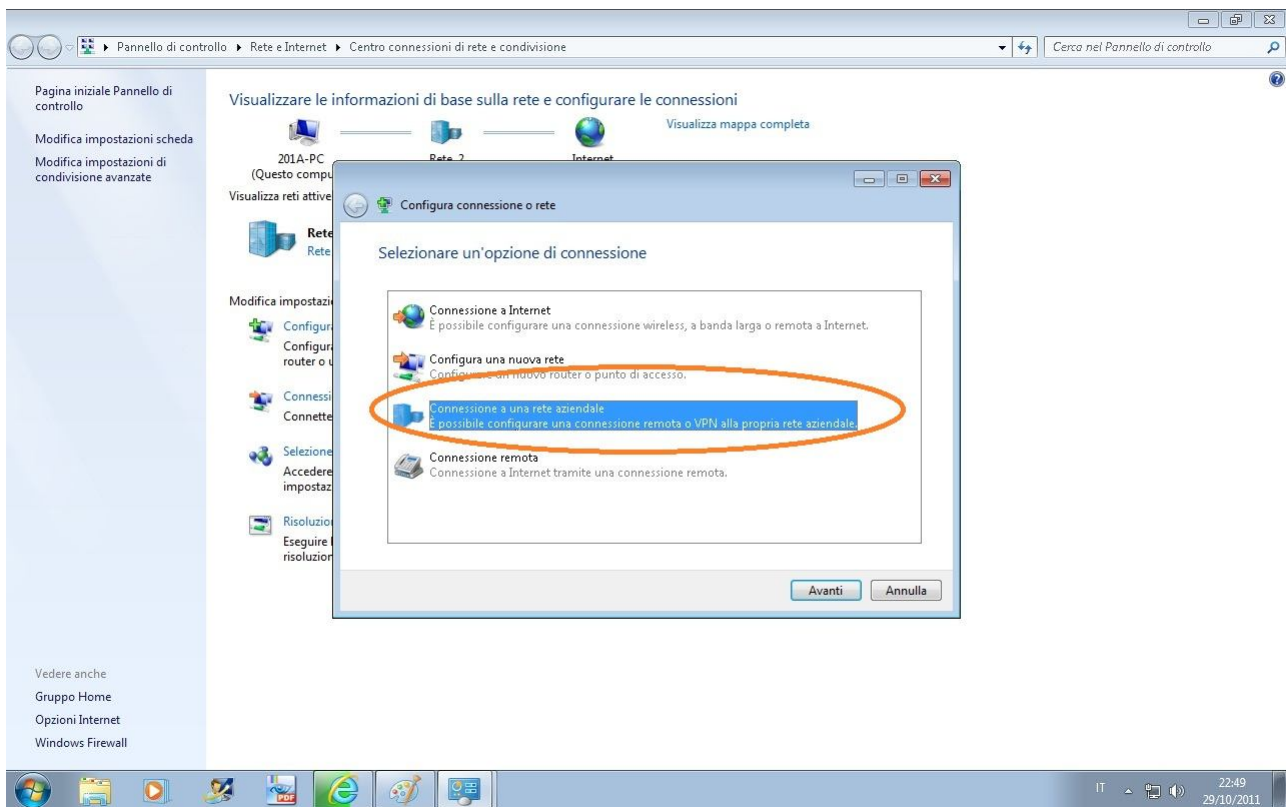 Pannello di controllo
Rete e Internet
Centro connessioni di rete e condivisione
Cerca nel Pannello di controllo
Pagina iniziale Pannello di
controllo
Modifica impostazioni scheda
Modifica impostazioni di
condivisione avanzate
Vedere anche
Gruppo Home
Opzioni Internet
Windows Firewall
Visualizzare le informazioni di base sulla rete e configurare le connessioni
Visualizza mappa completa
201A-PC
(Questo compu
Rete 2
Internet
Visualizza reti attive
Rete
Rete
Modifica impostazi
Configur
Configur
router o u
Connessi
Connette
Selezione
Accedere
impostaz
Risoluzio
Eseguire
risoluzior
Configura connessione o rete
Selezionare un'opzione di connessione
Connessione a Internet
È possibile configurare una connessione wireless, a banda larga o remota a Internet.
Configura una nuova rete
Configurare un nuovo router o punto di accesso.
Connessione a una rete aziendale
È possibile configurare una connessione remota o VPN alla propria rete aziendale.
Connessione remota
Connessione a Internet tramite una connessione remota.
Avanti
Annulla
PDF
IT
22:49
29/10/2011